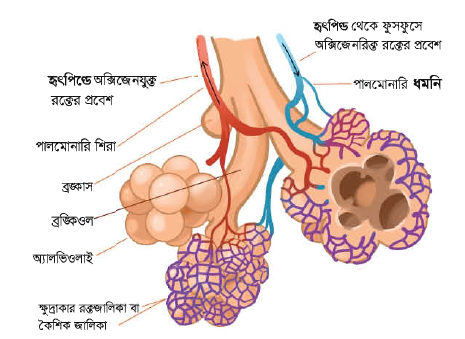 হৃৎপিন্ড থেকে ফুসফুসে
অক্সিজেনরিক্ত রক্তের প্রবেশ
হৃৎপিন্ডে অক্সিজেনযুক্ত
রক্তের প্রবেশ
পালমোনারি ধমনি
পালমোনারি শিরা
ব্রঙ্কাস
ব্রঙ্কিওল
অ্যালভিওলাই
ক্ষুদ্রাকার রক্তজালিকা বা
কৈশিক জালিকা